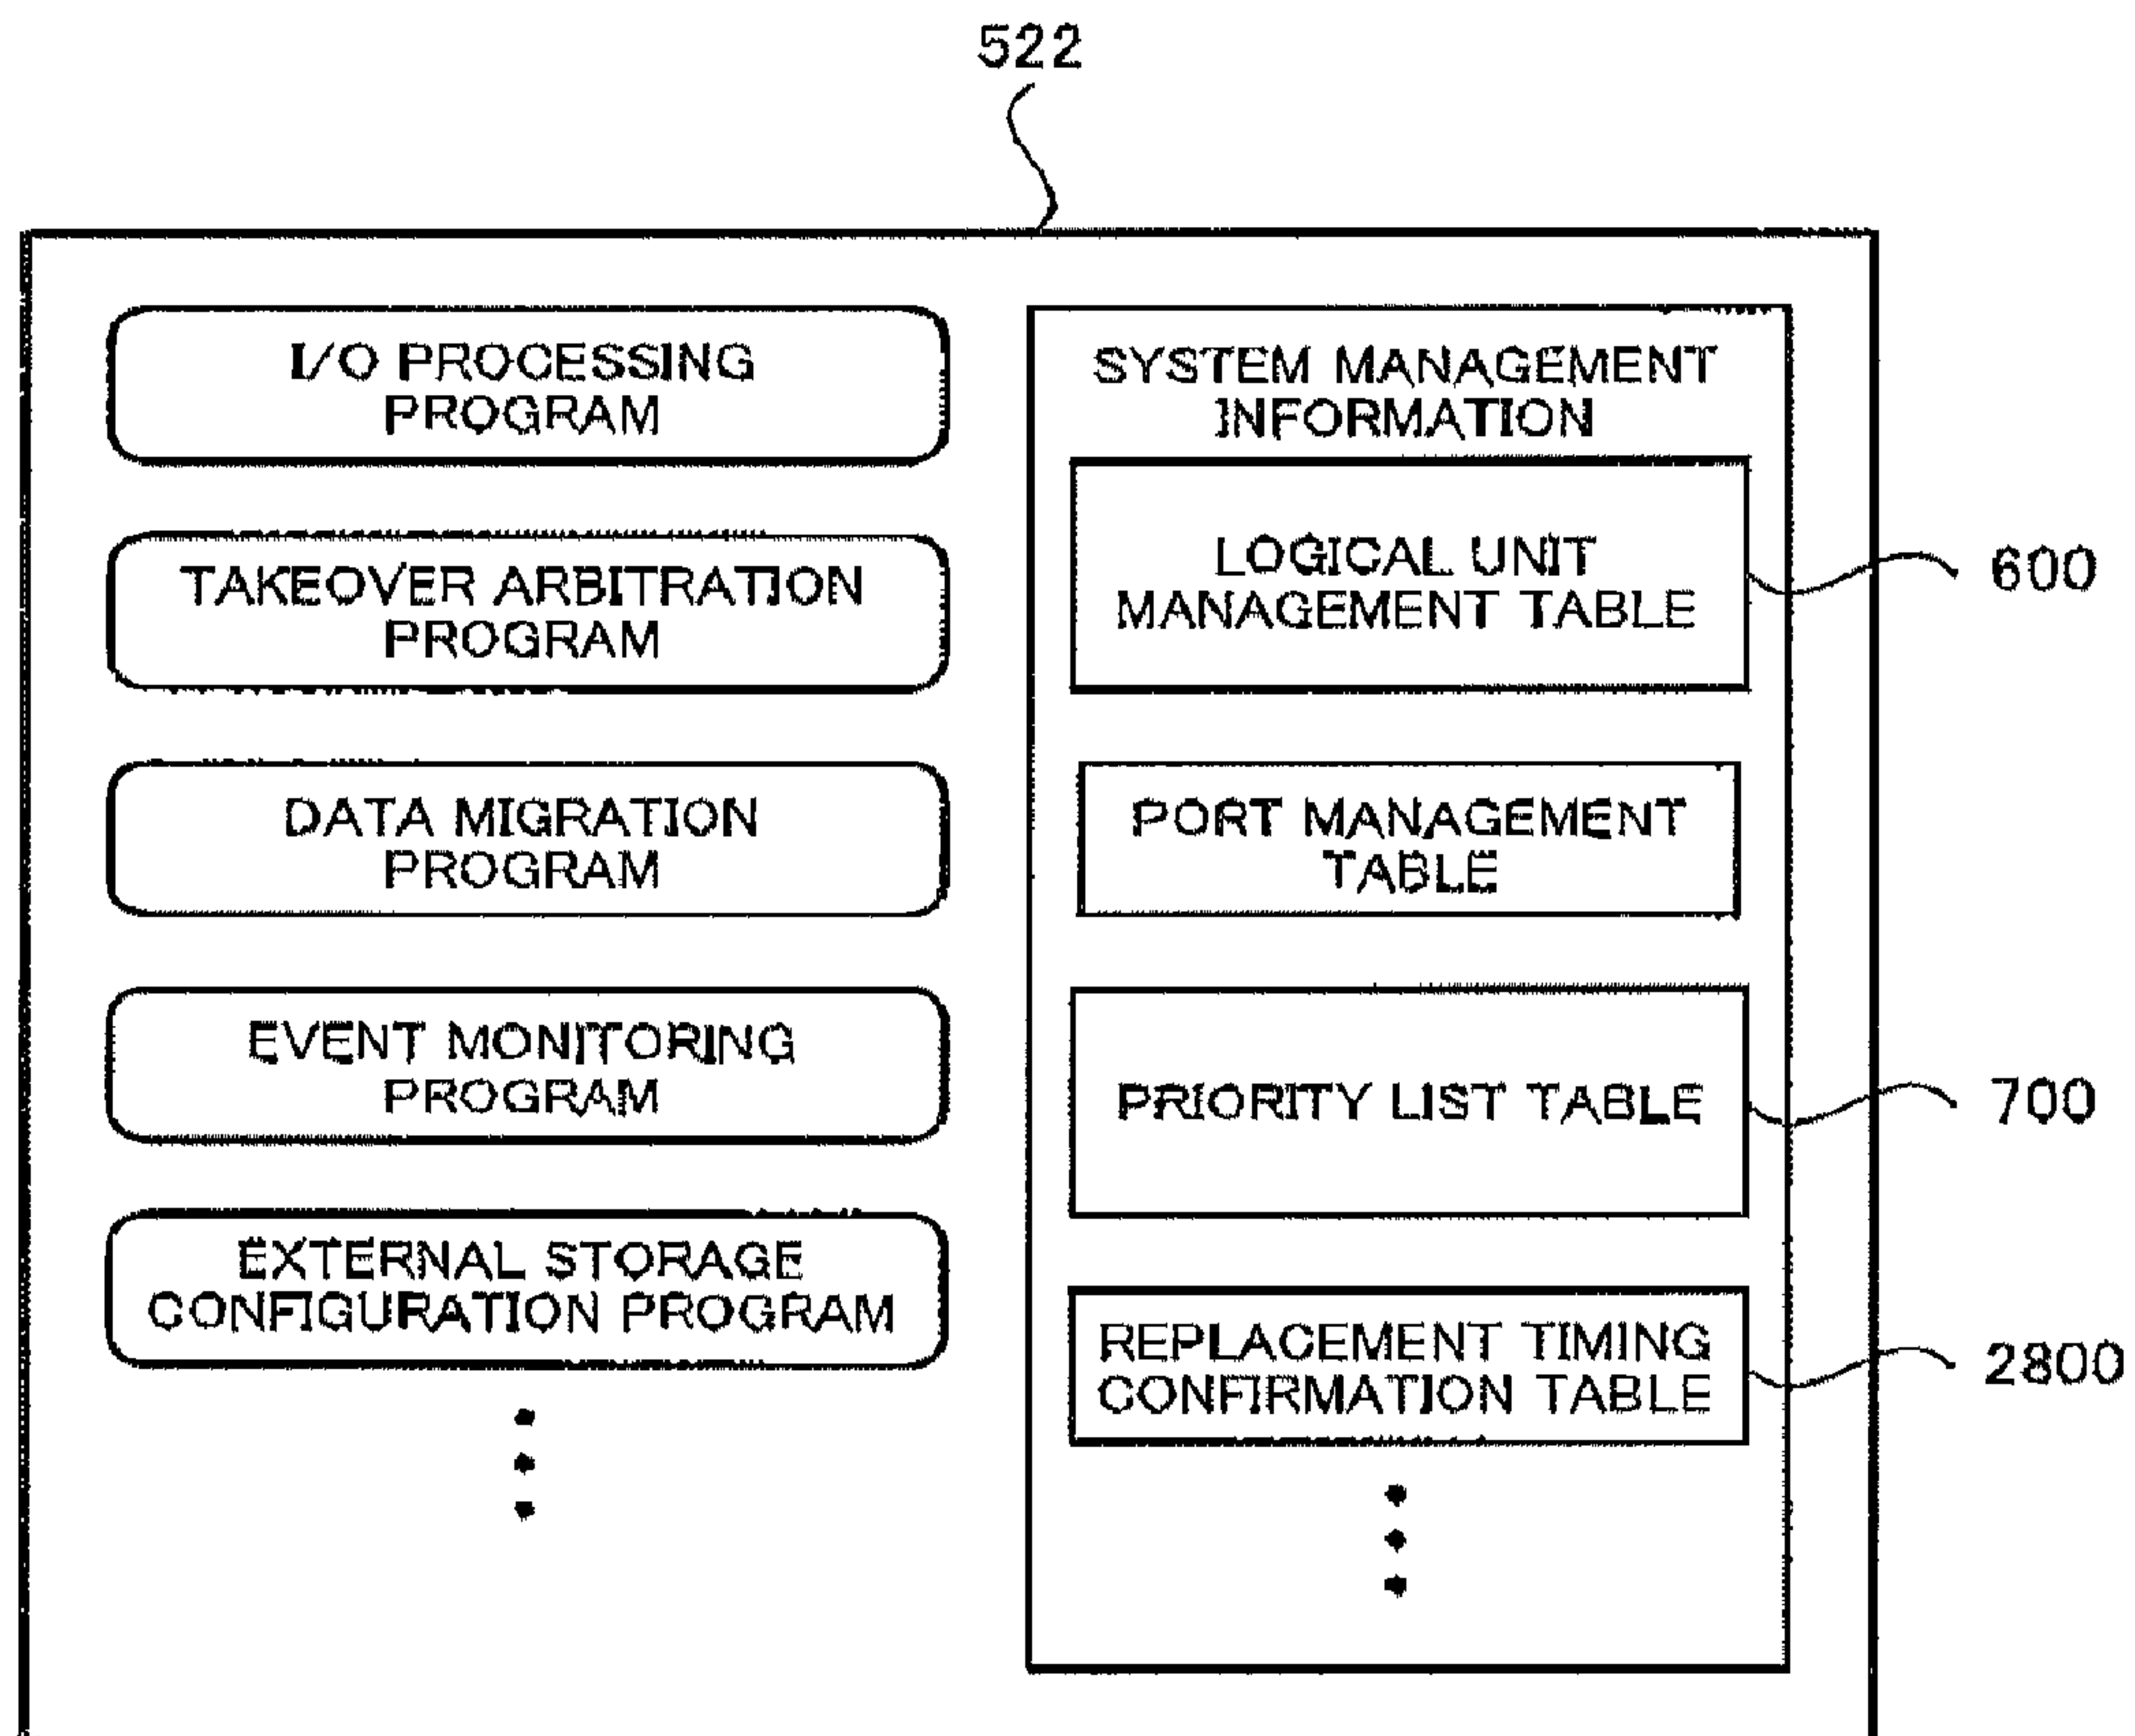 522
I/O PROCESSING
PROGRAM
TAKEOVER ARBITRATION
PROGRAM
DATA MIGRATION
PROGRAM
EVENT MONITORING
PROGRAM
EXTERNAL STORAGE
CONFIGURATION PROGRAM
SYSTEM MANAGEMENT
INFORMATION
LOGICAL UNIT
MANAGEMENT TABLE
600
PORT MANAGEMENT
TABLE
PRIORITY LIST TABLE
700
REPLACEMENT TIMING
CONFIRMATION TABLE
2800